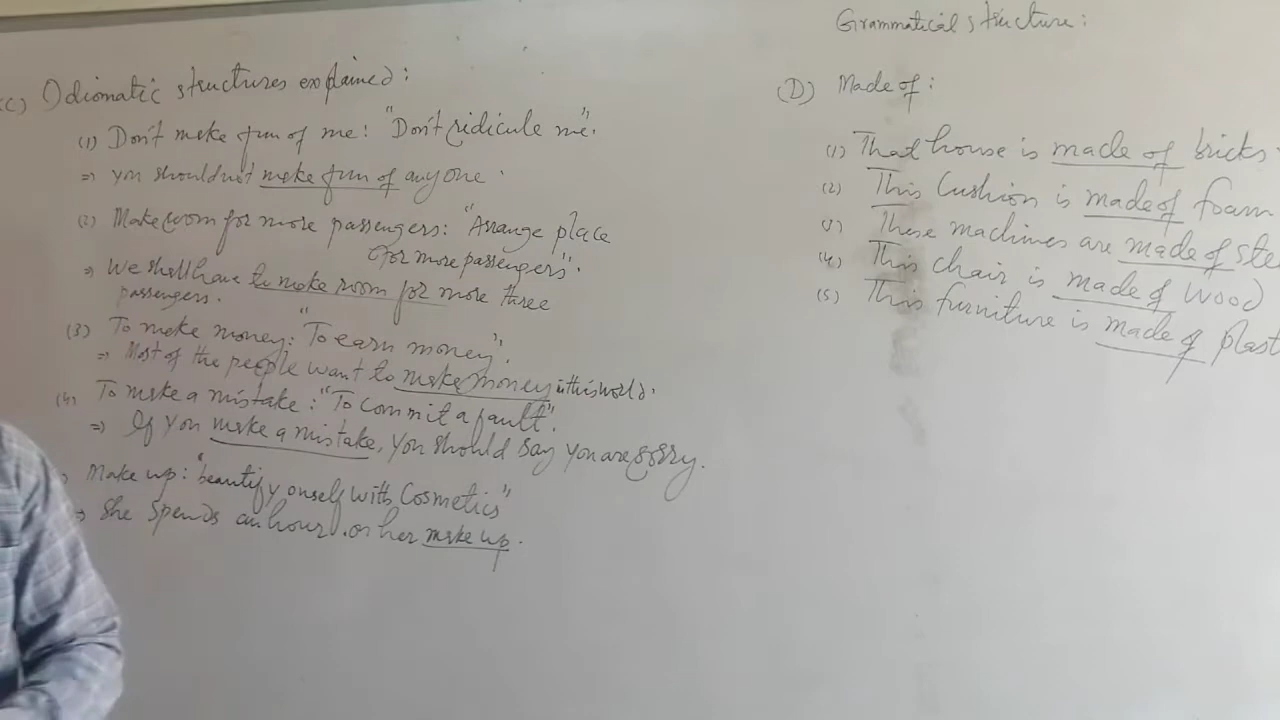 (C) Idiomatic structures explained:
(1) Don't make fun of me! "Don't ridicule me".
⇒ you shouldn't make fun of anyone.
(2) Make room for more passengers: "Arrange place
for more passengers".
⇒ We shall have to make room for more three
passengers.
(3) To make money: "To earn money".
⇒ Most of the people want to make money in this world.
(4) To make a mistake: "To commit a fault".
⇒ If you make a mistake, you should say you are sorry.
Make up: "beautify oneself with Cosmetics"
⇒ She spends an hour on her make up.
Grammatical structure:
(D) Made of:
(1) That house is made of bricks.
(2) This Cushion is made of foam
(3) These machines are made of stee
(4) This chair is made of wood
(5) This furniture is made of plast